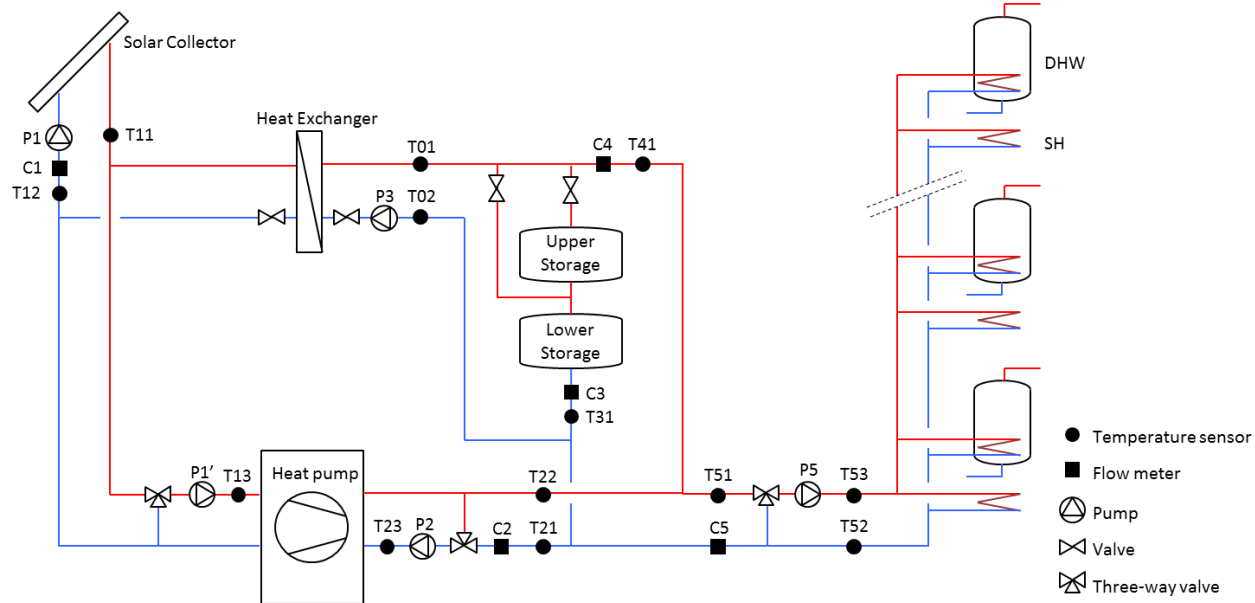 Solar Collector
DHW
P1
T11
Heat Exchanger
T01
C4
T41
SH
C1
T12
P3
T02
Upper
Storage
Lower
Storage
C3
T31
Temperature sensor
Heat pump
P1’
T13
T22
T51
P5
T53
Flow meter
T23
P2
C2
T21
C5
T52
Pump
Valve
Three-way valve